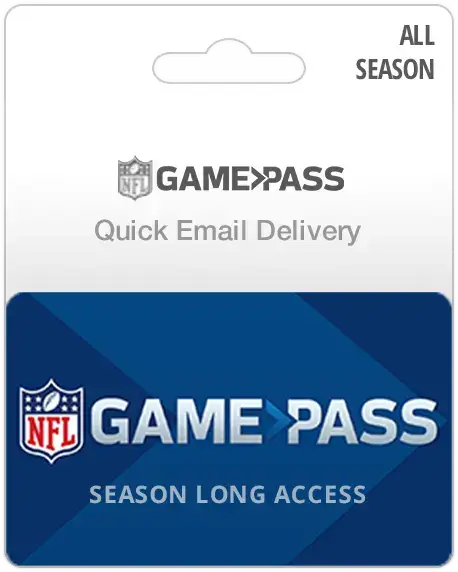 ALL
SEASON
NFL GAME PASS
Quick Email Delivery
NFL GAME PASS
SEASON LONG ACCESS